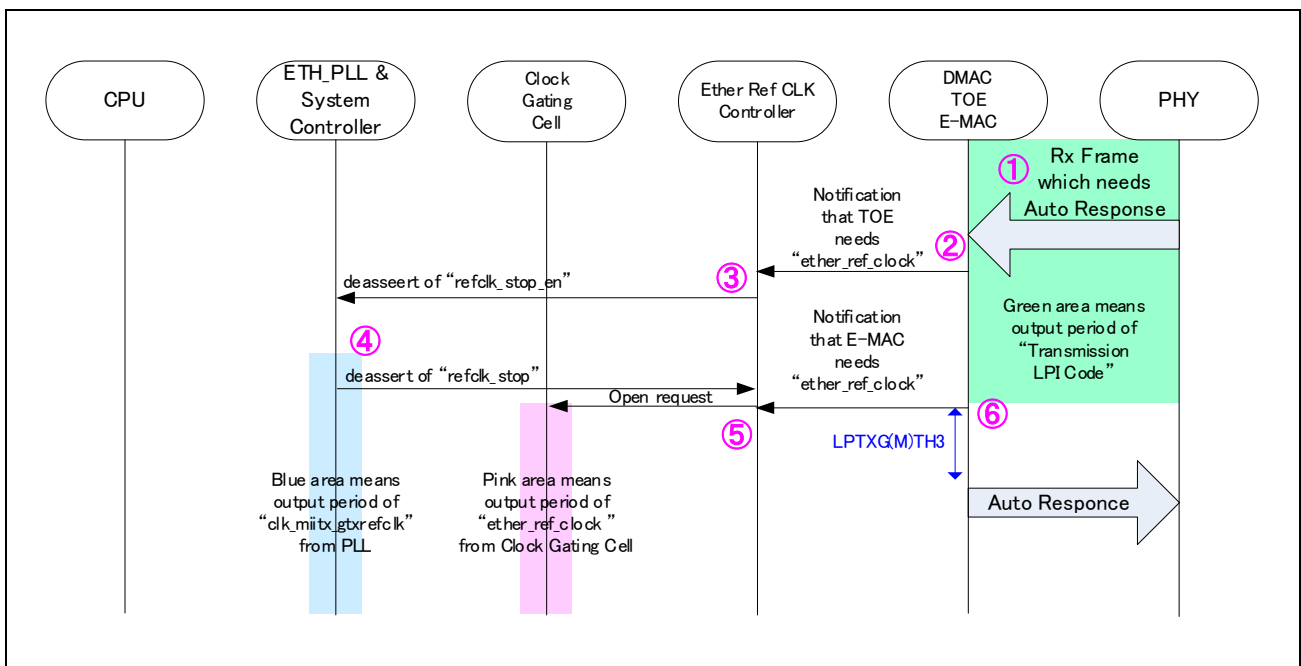 CPU
ETH_PLL &
System
Controller
Clock
Gating
Cell
Ether Ref CLK
Controller
DMAC
TOE
E-MAC
PHY
① Rx Frame
which needs
Auto Response
Notification
that TOE
needs
“ether_ref_clock”
②
③
deasseert of “refclk_stop_en”
④
deassert of “refclk_stop”
Notification
that E-MAC
needs
“ether_ref_clock”
Green area means
output period of
“Transmission
LPI Code”
Open request
⑤
⑥
LPTXG(M)TH3
Blue area means
output period of
“clk_miitx_gtxrefclk”
from PLL
Pink area means
output period of
“ether_ref_clock”
from Clock Gating Cell
Auto Responce